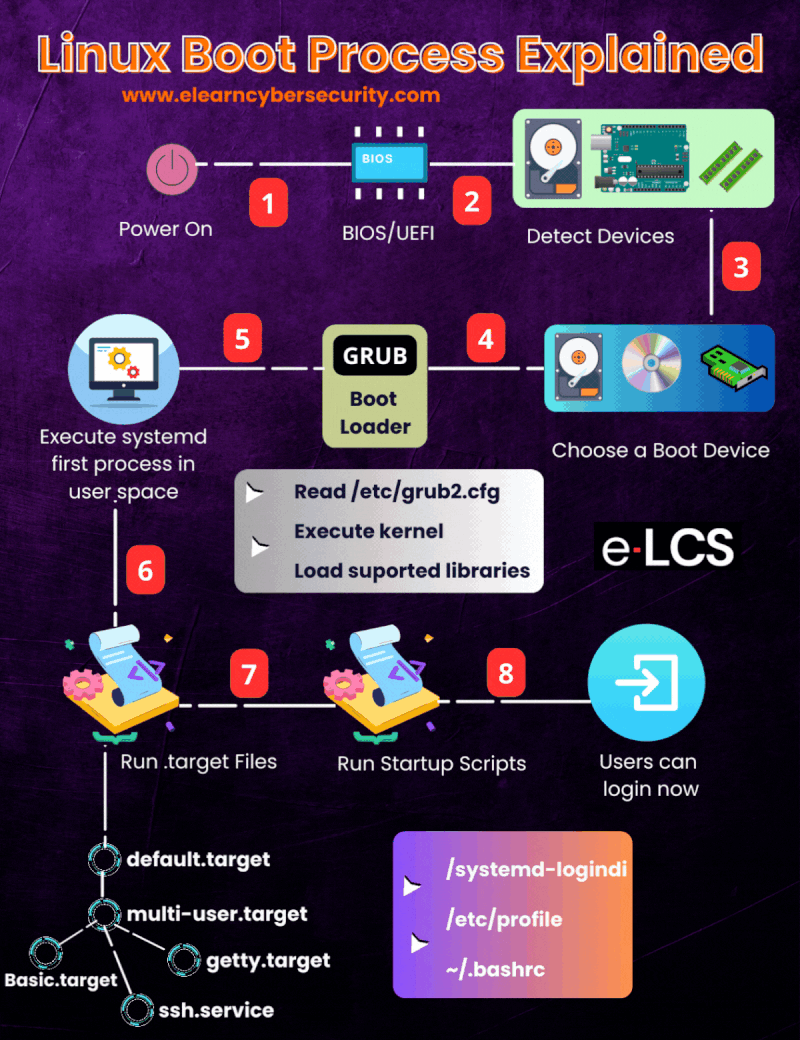 Linux Boot Process Explained
www.elearncybersecurity.com
BIOS
1
2
Power On
BIOS/UEFI
Detect Devices
3
5
4
GRUB
Boot
Loader
Execute systemd
first process in
user space
Choose a Boot Device
Read /etc/grub2.cfg
Execute kernel
Load suported libraries
e-LCS
6
7
8
Run .target Files
Run Startup Scripts
Users can
login now
default.target
multi-user.target
Basic.target
getty.target
ssh.service
/systemd-logindi
/etc/profile
~/.bashrc